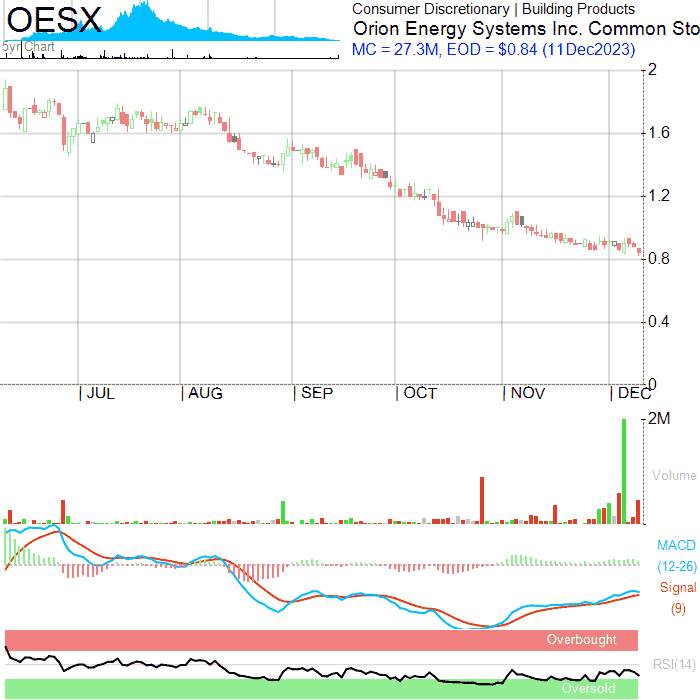 OESX
5yr Chart
Consumer Discretionary | Building Products
Orion Energy Systems Inc. Common Sto
MC = 27.3M, EOD = $0.84 (11Dec2023)
2
1.6
1.2
0.8
0.4
0
| JUL | AUG | SEP | OCT | NOV | DEC
2M
Volume
MACD
(12-26)
Signal
(9)
Overbought
RSI(14)
Oversold